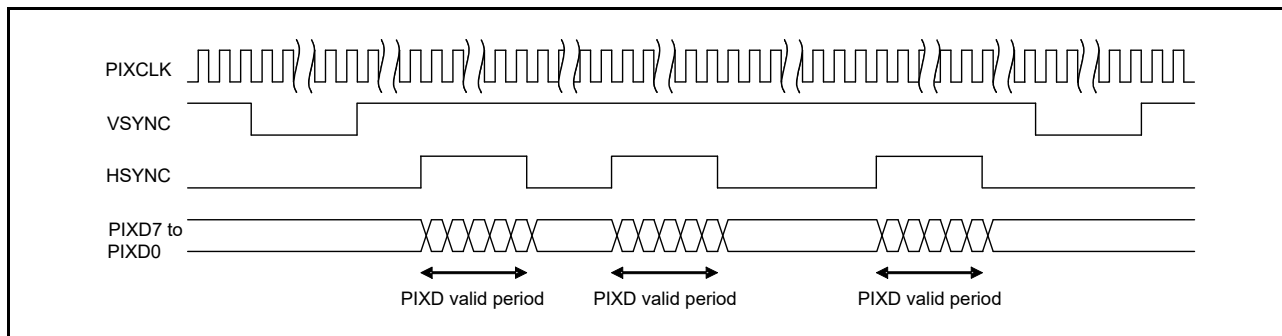 PIXCLK
VSYNC
HSYNC
PIXD7 to
PIXD0
PIXD valid period
PIXD valid period
PIXD valid period